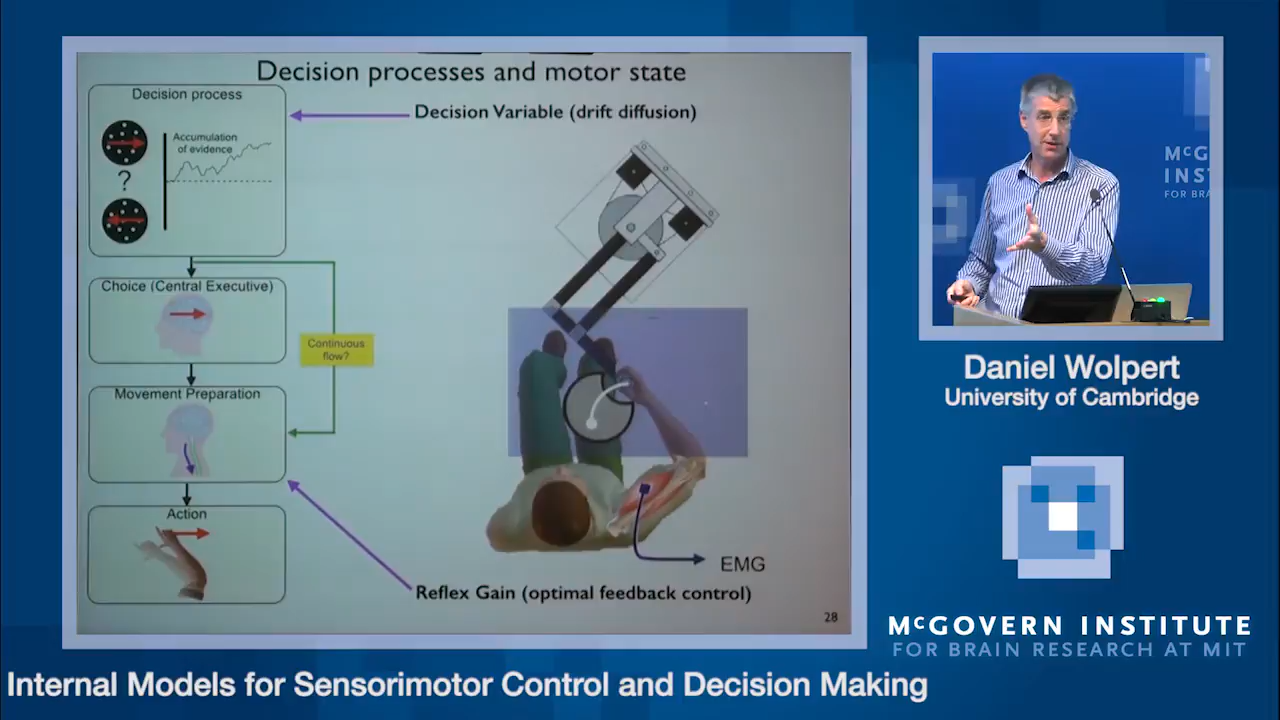 Decision processes and motor state
Decision process
Decision Variable (drift diffusion)
Accumulation
of evidence
?
Choice (Central Executive)
Continuous
flow?
Movement Preparation
Action
EMG
Reflex Gain (optimal feedback control)
28
McG
INS
FOR BRA
Daniel Wolpert
University of Cambridge
McGOVERN INSTITUTE
FOR BRAIN RESEARCH AT MIT
Internal Models for Sensorimotor Control and Decision Making